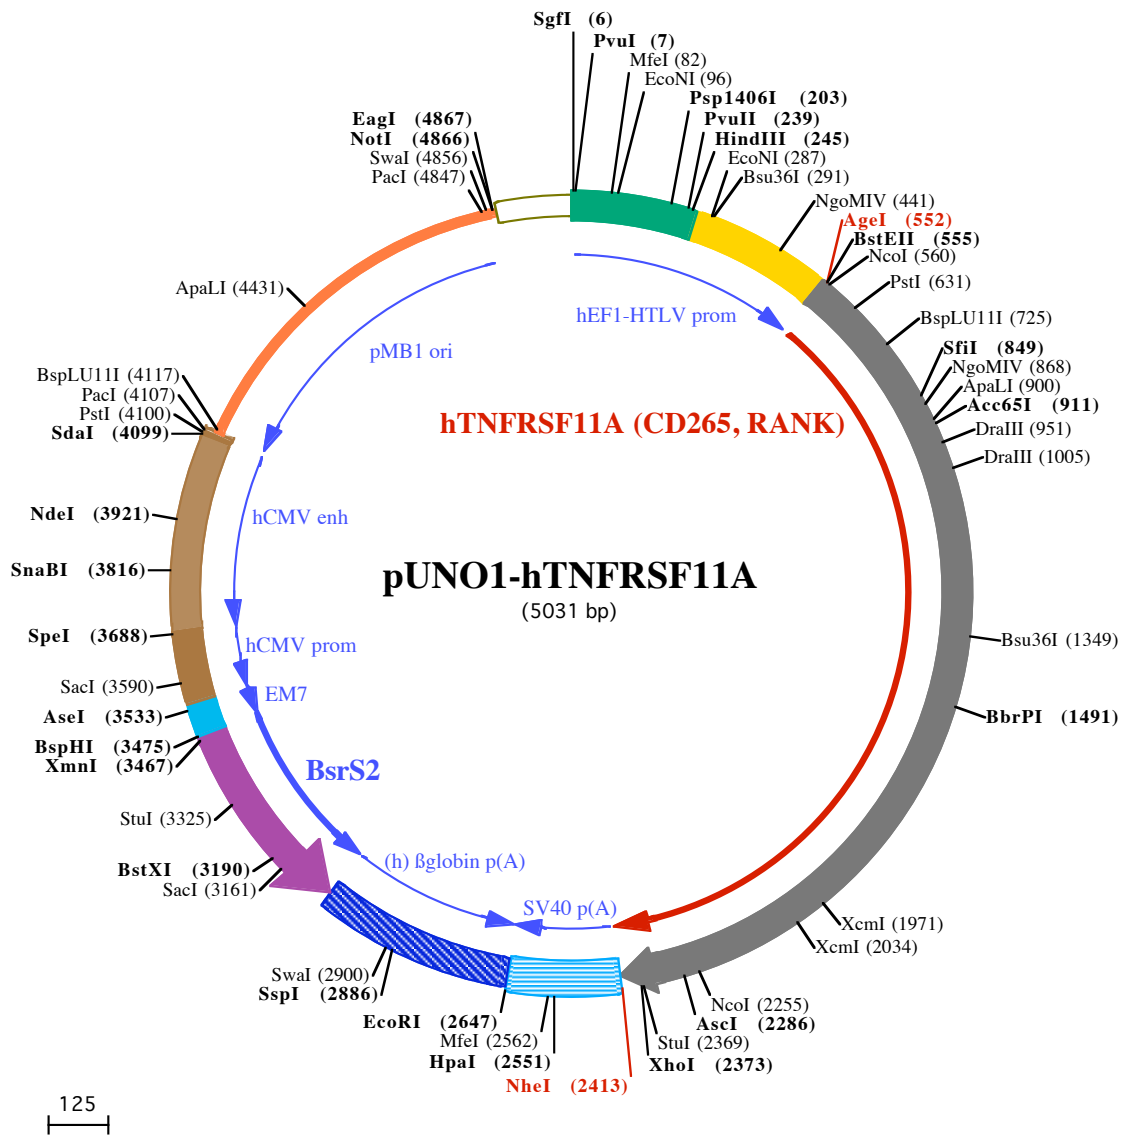 SgfI (6)
PvuI (7)
MfeI (82)
EcoNI (96)
Psp1406I (203)
PvuII (239)
HindIII (245)
EcoNI (287)
Bsu36I (291)
NgoMIV (441)
AgeI (552)
BstEII (555)
NcoI (560)
PstI (631)
BspLU11I (725)
SfiI (849)
NgoMIV (868)
ApaLI (900)
Acc65I (911)
DraIII (951)
DraIII (1005)
Bsu36I (1349)
BbrPI (1491)
XcmI (1971)
XcmI (2034)
NcoI (2255)
AscI (2286)
StuI (2369)
XhoI (2373)
NheI (2413)
HpaI (2551)
MfeI (2562)
EcoRI (2647)
SspI (2886)
SwaI (2900)
SacI (3161)
BstXI (3190)
StuI (3325)
XmnI (3467)
BspHI (3475)
AseI (3533)
SacI (3590)
SpeI (3688)
SnaBI (3816)
NdeI (3921)
SdaI (4099)
PstI (4100)
PacI (4107)
BspLU11I (4117)
ApaLI (4431)
PacI (4847)
SwaI (4856)
NotI (4866)
EagI (4867)
hEF1-HTLV prom
pMB1 ori
hTNFRSF11A (CD265, RANK)
hCMV enh
pUNO1-hTNFRSF11A
(5031 bp)
hCMV prom
EM7
BsrS2
(h) ßglobin p(A)
SV40 p(A)
125